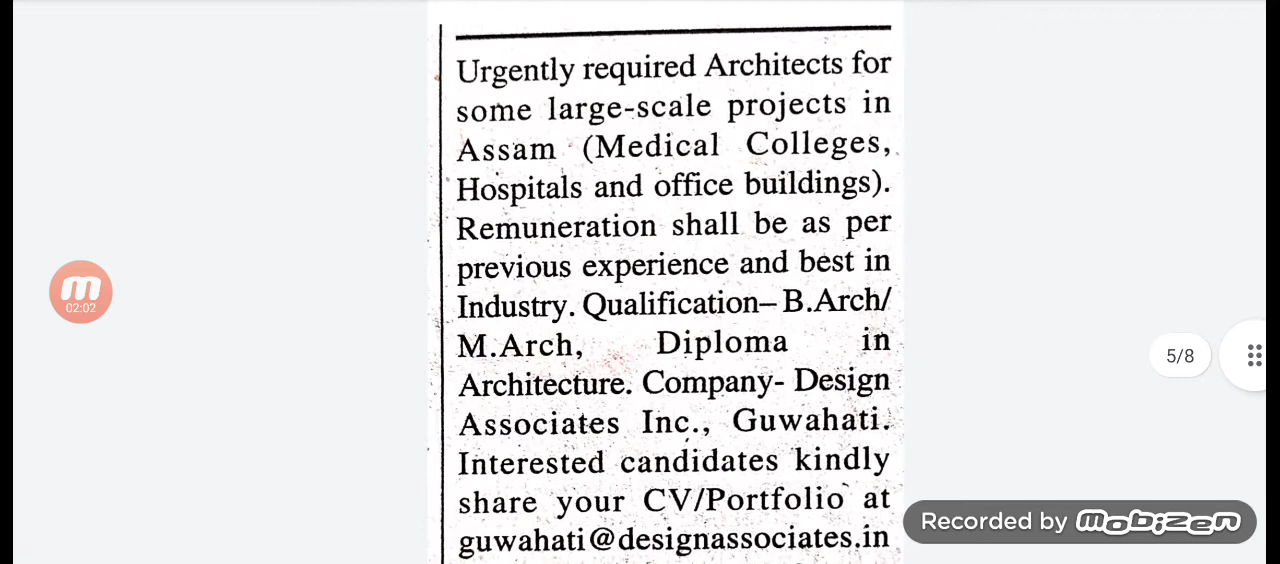 Urgently required Architects for
some large-scale projects in
Assam (Medical Colleges,
Hospitals and office buildings).
Remuneration shall be as per
previous experience and best in
Industry. Qualification– B.Arch/
M.Arch, Diploma in
Architecture. Company- Design
Associates Inc., Guwahati.
Interested candidates kindly
share your CV/Portfolio at
guwahati@designassociates.in
m
02:02
5/8
Recorded by mobizen